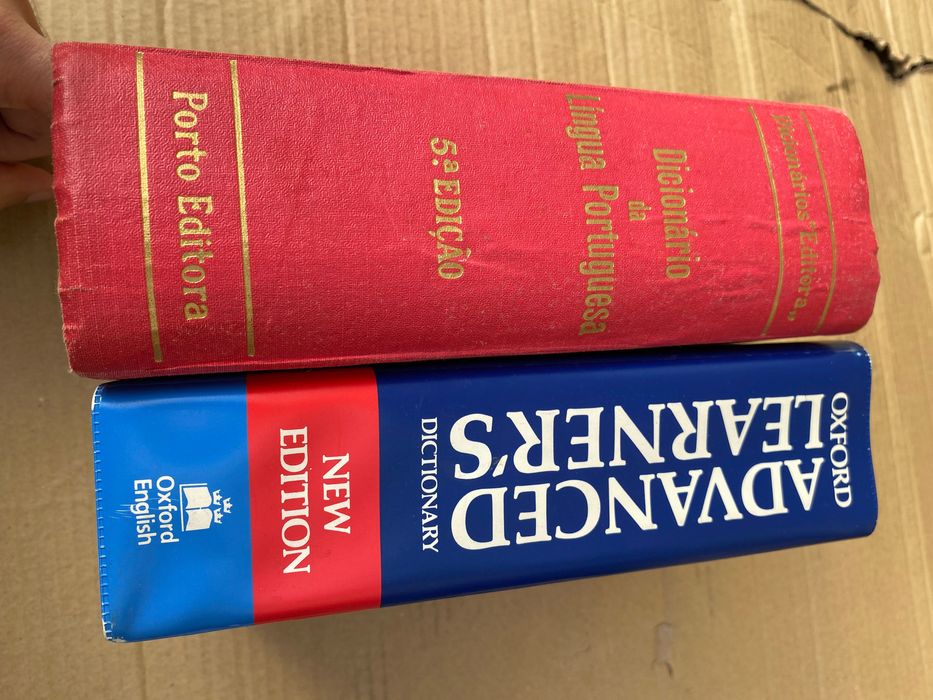 Dicionários "Editora„
Dicionário
da
Língua Portuguesa
5.ª EDIÇÃO
Porto Editora
OXFORD
ADVANCED
LEARNER'S
DICTIONARY
NEW
EDITION
Oxford
English